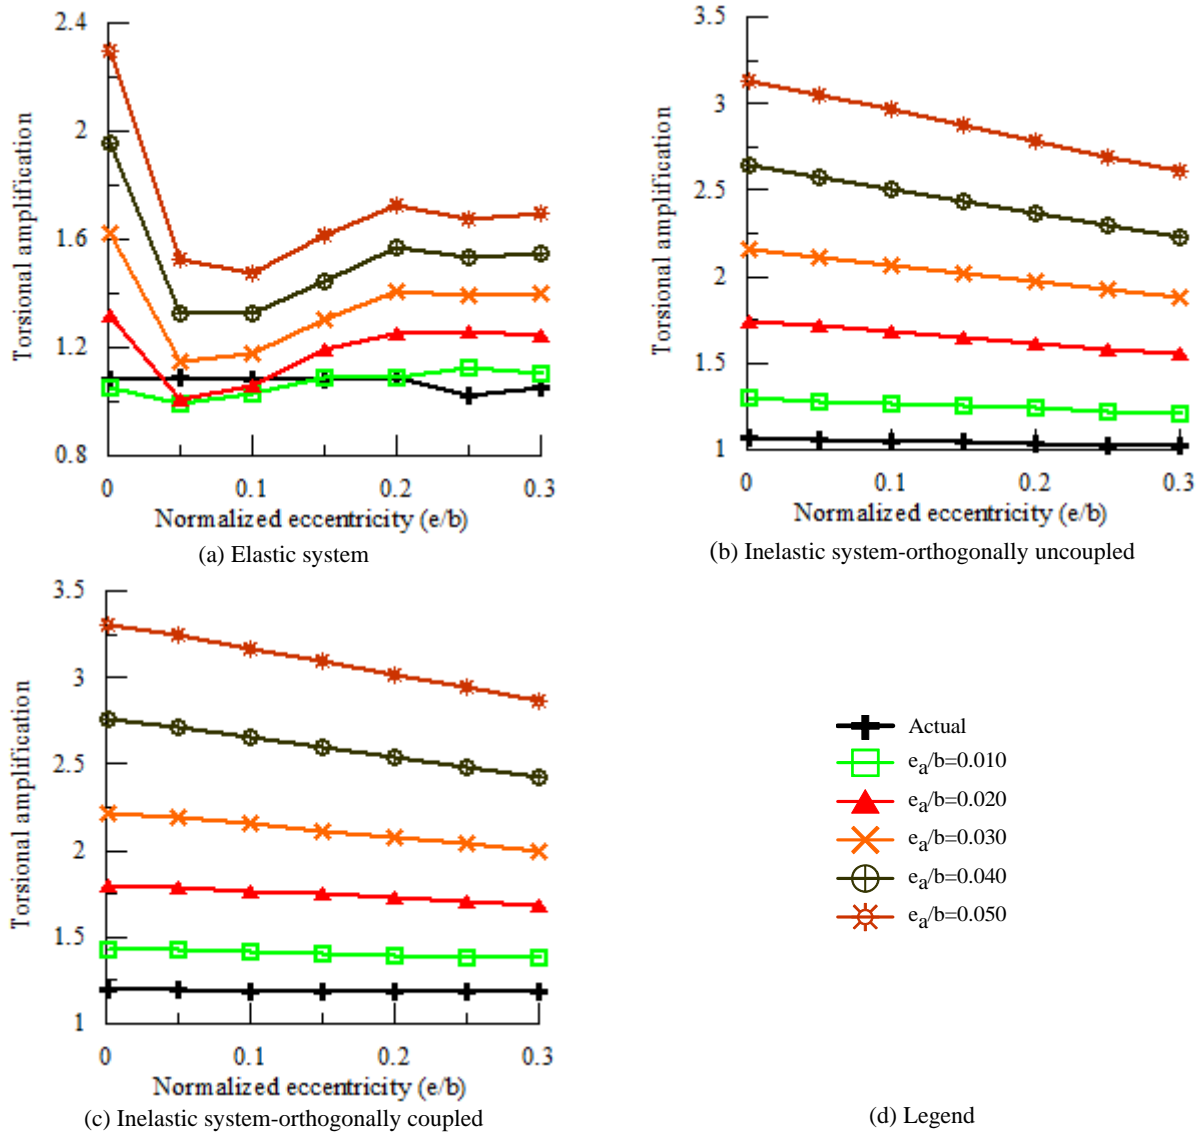 2.4
2
1.6
1.2
0.8
Torsional amplification
0 0.1 0.2 0.3
Normalized eccentricity (e/b)
(a) Elastic system
3.5
3
2.5
2
1.5
1
Torsional amplification
0 0.1 0.2 0.3
Normalized eccentricity (e/b)
(b) Inelastic system-orthogonally uncoupled
3.5
3
2.5
2
1.5
1
Torsional amplification
0 0.1 0.2 0.3
Normalized eccentricity (e/b)
(c) Inelastic system-orthogonally coupled
Actual
ea/b=0.010
ea/b=0.020
ea/b=0.030
ea/b=0.040
ea/b=0.050
(d) Legend